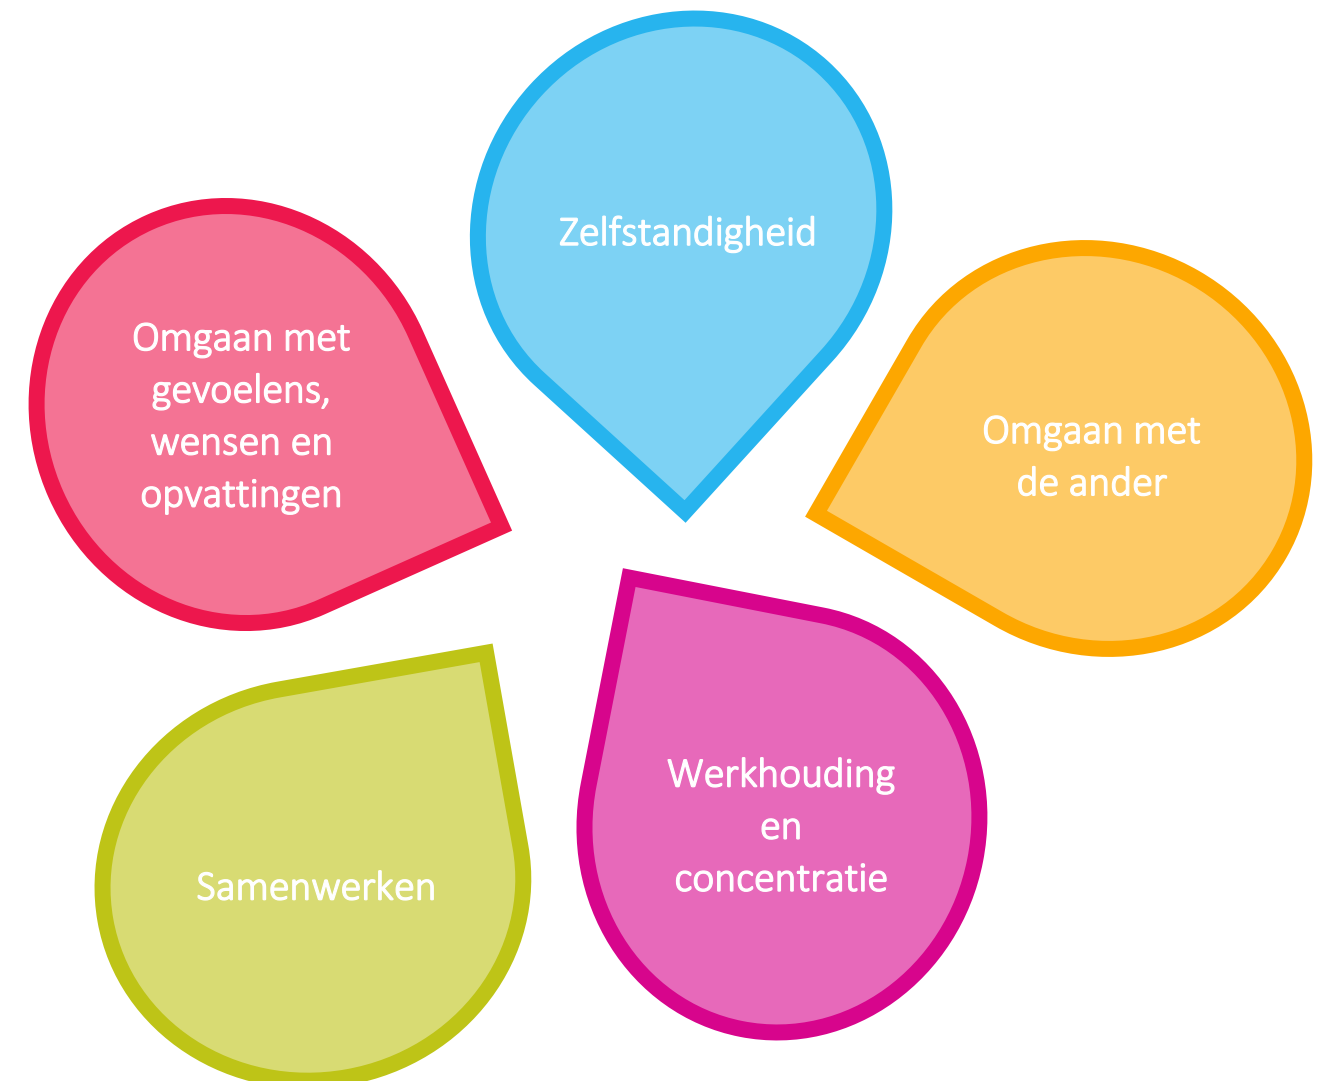 Zelfstandigheid
Omgaan met
gevoelens,
wensen en
opvattingen
Omgaan met
de ander
Werkhouding
en
concentratie
Samenwerken